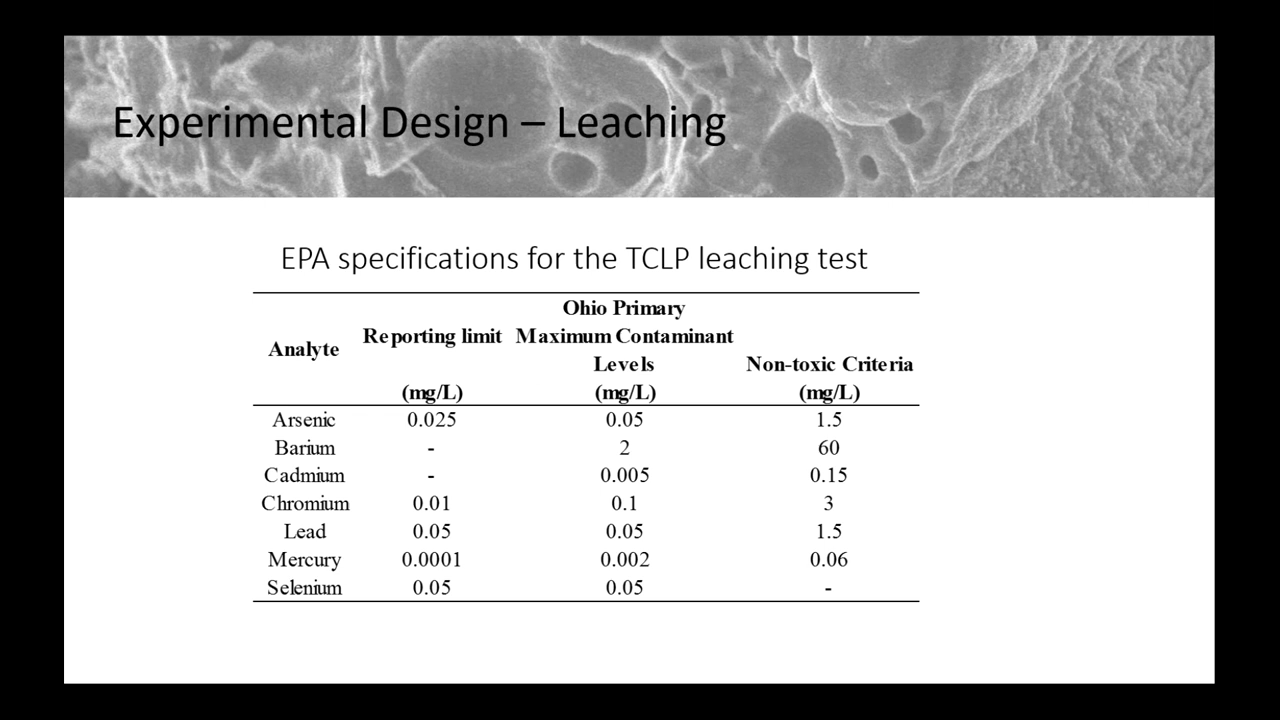 Experimental Design – Leaching
EPA specifications for the TCLP leaching test
Ohio Primary
Reporting limit Maximum Contaminant
Analyte
Levels Non-toxic Criteria
(mg/L) (mg/L) (mg/L)
Arsenic 0.025 0.05 1.5
Barium - 2 60
Cadmium - 0.005 0.15
Chromium 0.01 0.1 3
Lead 0.05 0.05 1.5
Mercury 0.0001 0.002 0.06
Selenium 0.05 0.05 -